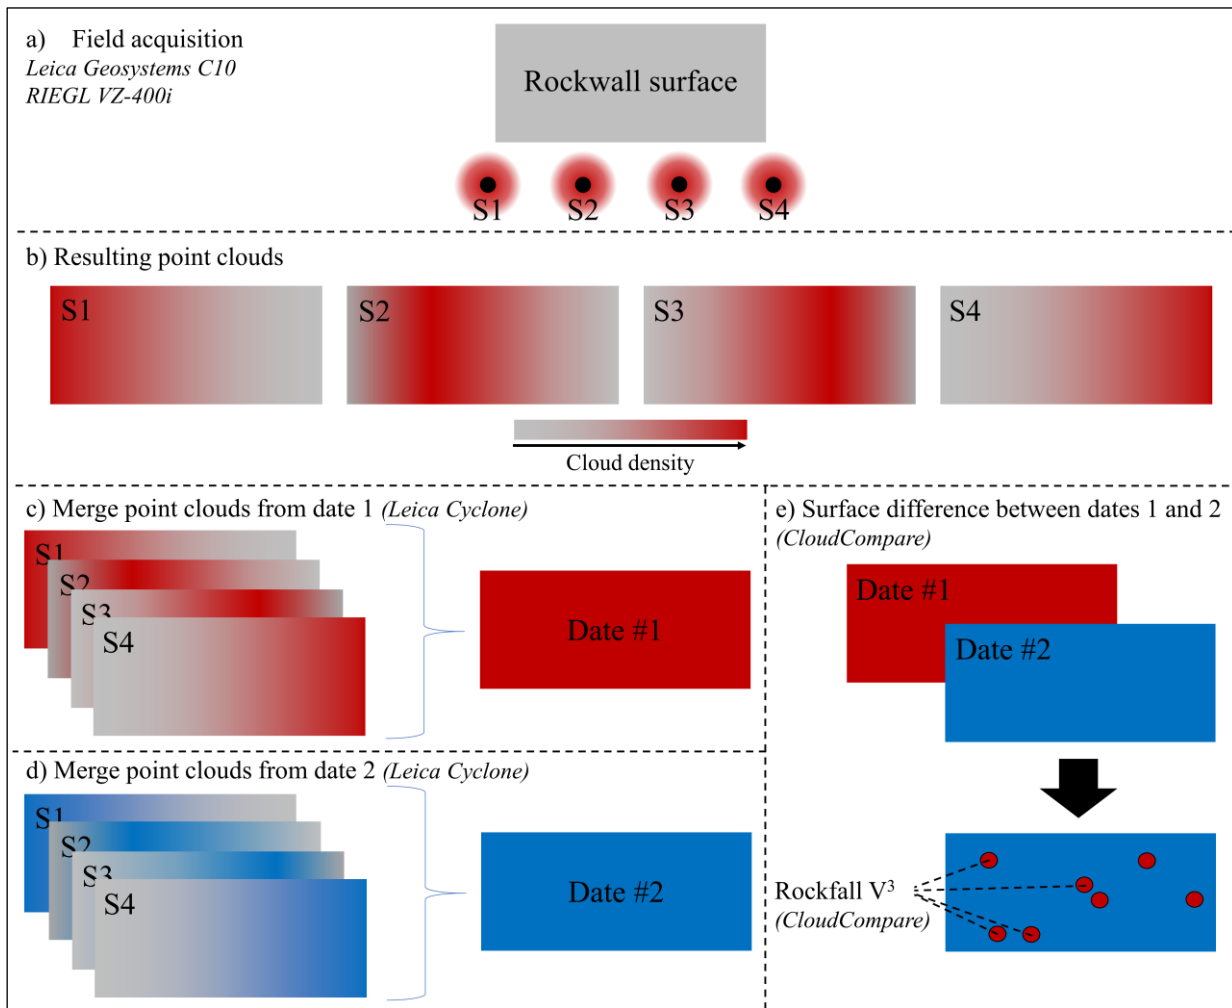 a) Field acquisition
Leica Geosystems C10
RIEGL VZ-400i
Rockwall surface
S1 S2 S3 S4
b) Resulting point clouds
S1 S2 S3 S4
Cloud density
c) Merge point clouds from date 1 (Leica Cyclone)
S1
S2
S3
S4
Date #1
d) Merge point clouds from date 2 (Leica Cyclone)
S1
S2
S3
S4
Date #2
e) Surface difference between dates 1 and 2
(CloudCompare)
Date #1
Date #2
Rockfall V³
(CloudCompare)